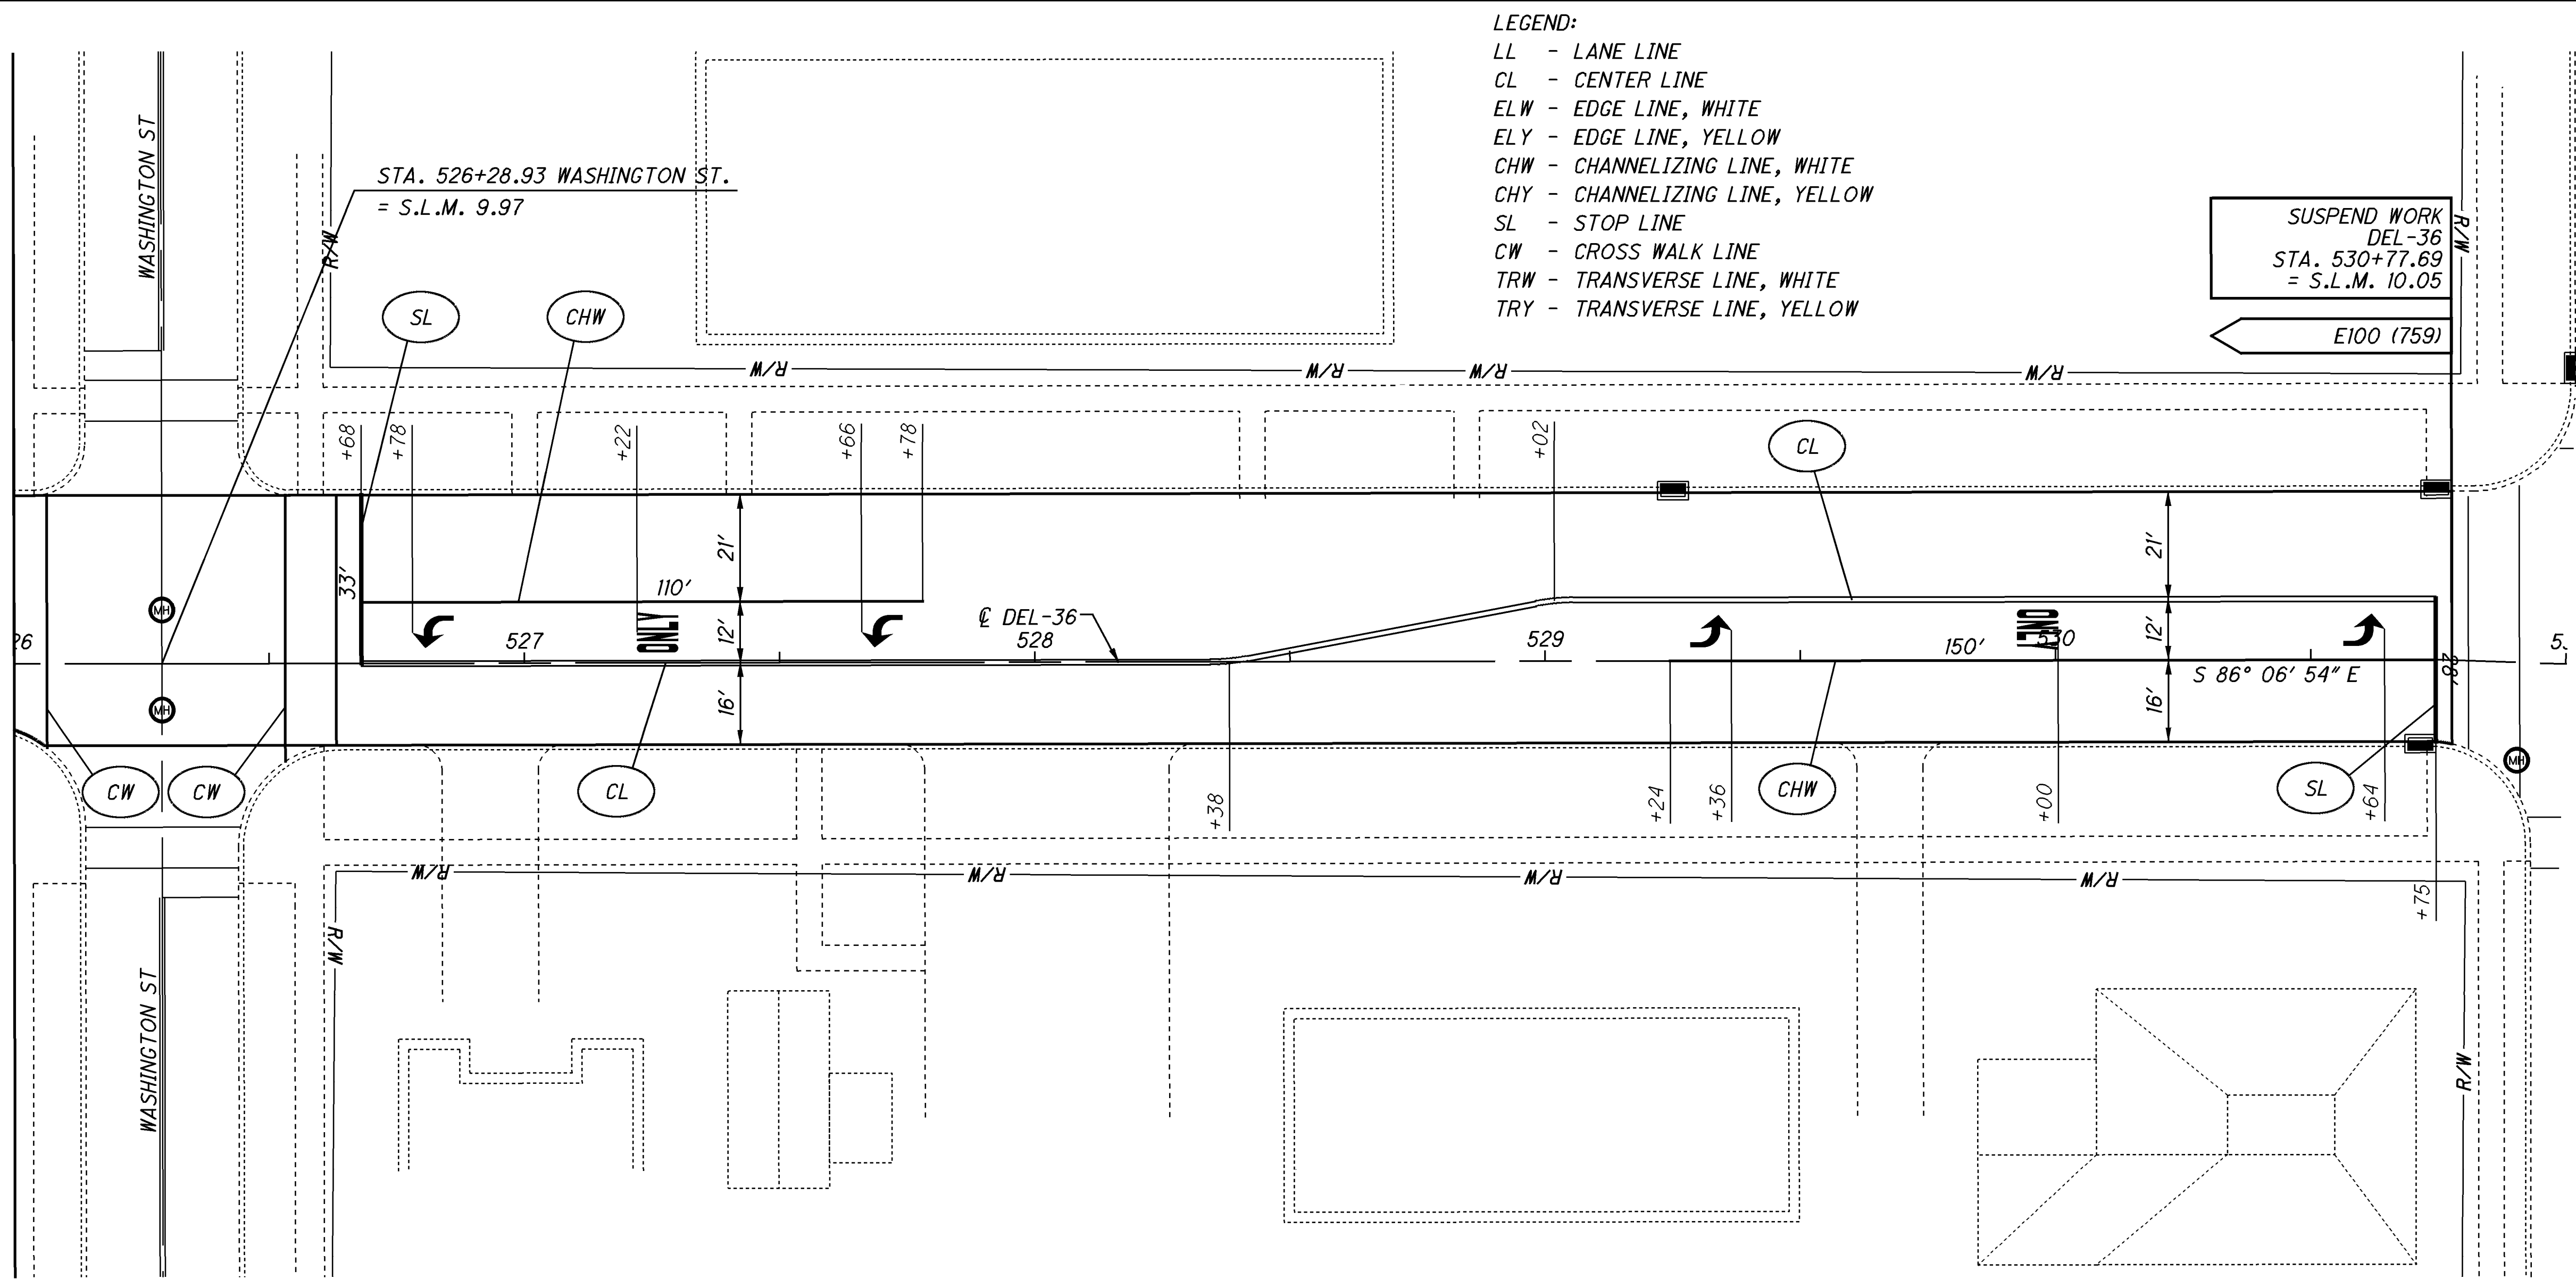 LEGEND:
LL - LANE LINE
CL - CENTER LINE
ELW - EDGE LINE, WHITE
ELY - EDGE LINE, YELLOW
CHW - CHANNELIZING LINE, WHITE
CHY - CHANNELIZING LINE, YELLOW
SL - STOP LINE
CW - CROSS WALK LINE
TRW - TRANSVERSE LINE, WHITE
TRY - TRANSVERSE LINE, YELLOW
WASHINGTON ST
STA. 526+28.93 WASHINGTON ST.
= S.L.M. 9.97
R/W
SUSPEND WORK
DEL-36
STA. 530+77.69
= S.L.M. 10.05
R/W
E100 (759)
SL
CHW
R/W
R/W
R/W
R/W
+68
+78
+22
+66
+78
+02
CL
21'
21'
33'
110'
MH
ONLY
12'
℄ DEL-36
ONLY
12'
26
527
528
529
150'
530
S 86° 06' 54" E
28'
16'
16'
MH
MH
CW
CW
CL
+38
+24
+36
CHW
+00
SL
+64
+75
R/W
R/W
R/W
R/W
R/W
R/W
WASHINGTON ST